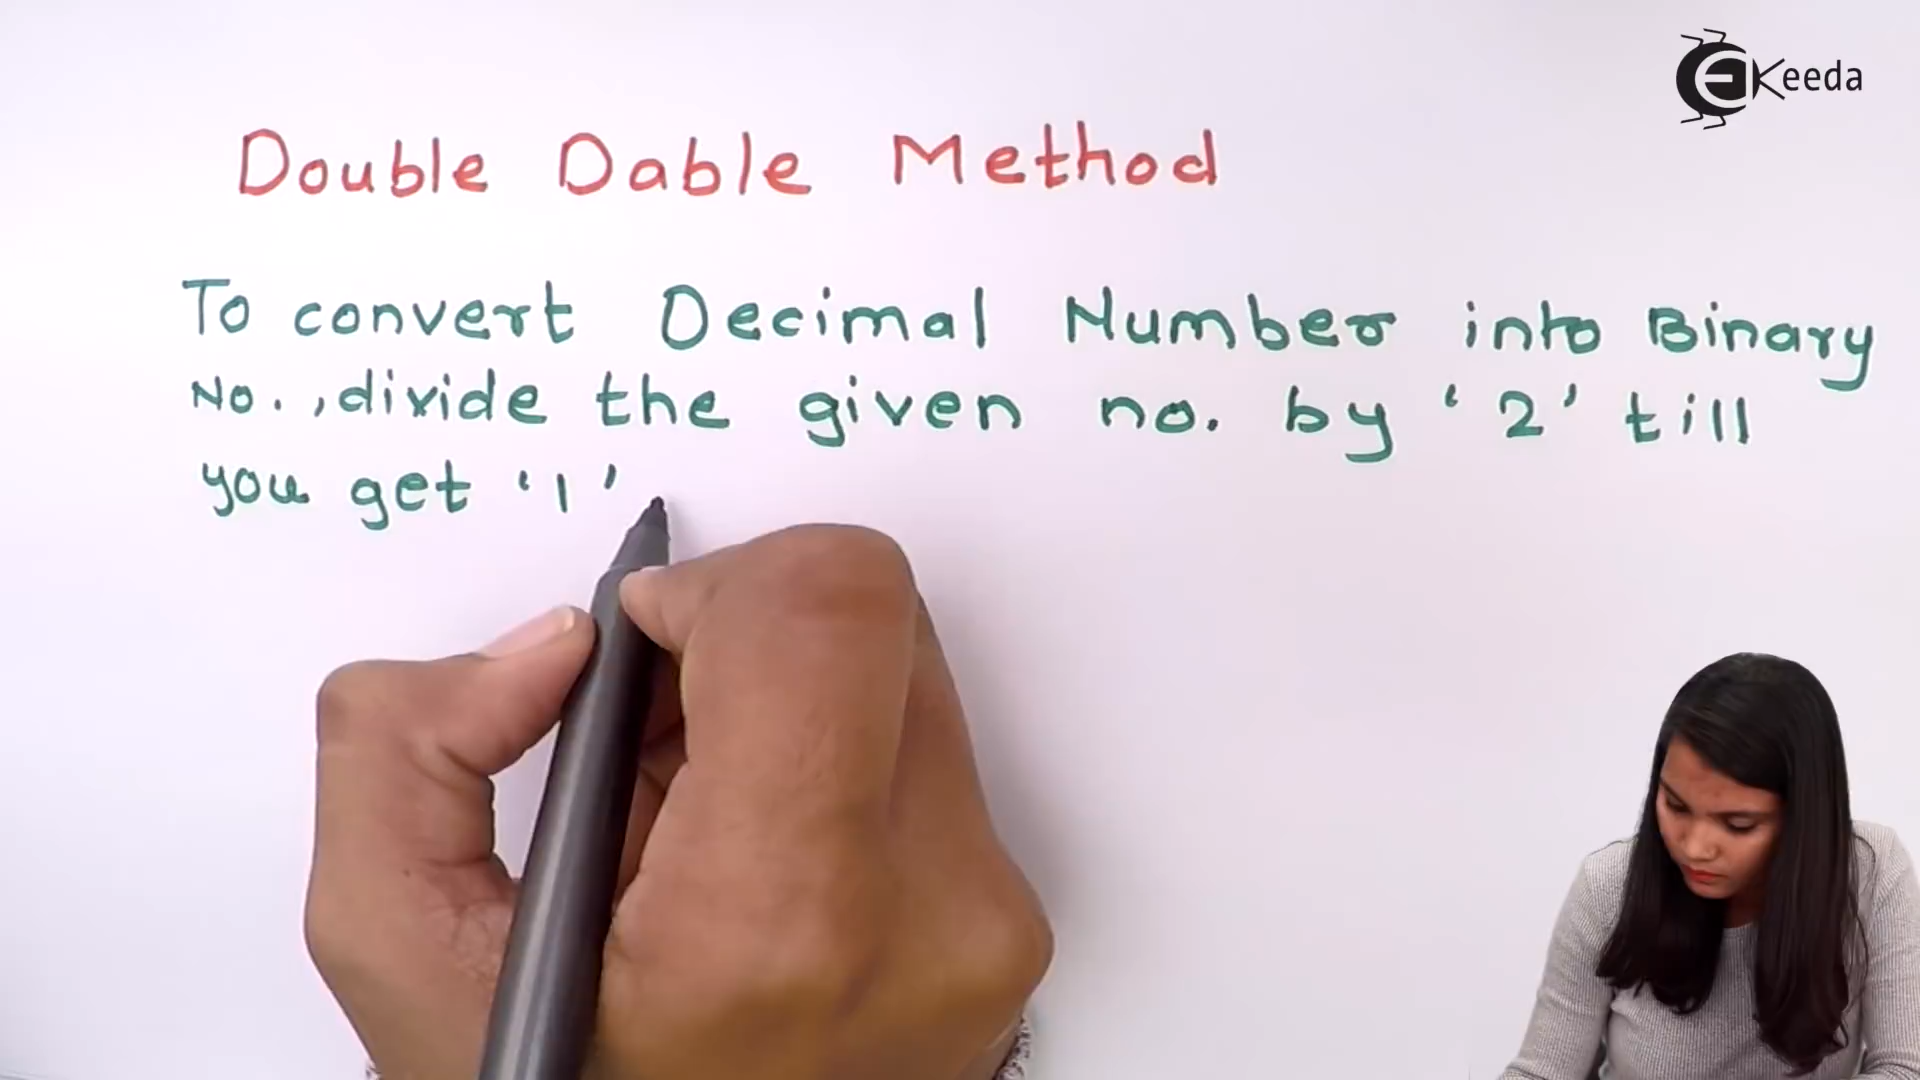 EKeeda
Double Dable Method
To convert Decimal Number into Binary
No., divide the given no. by '2' till
you get '1'